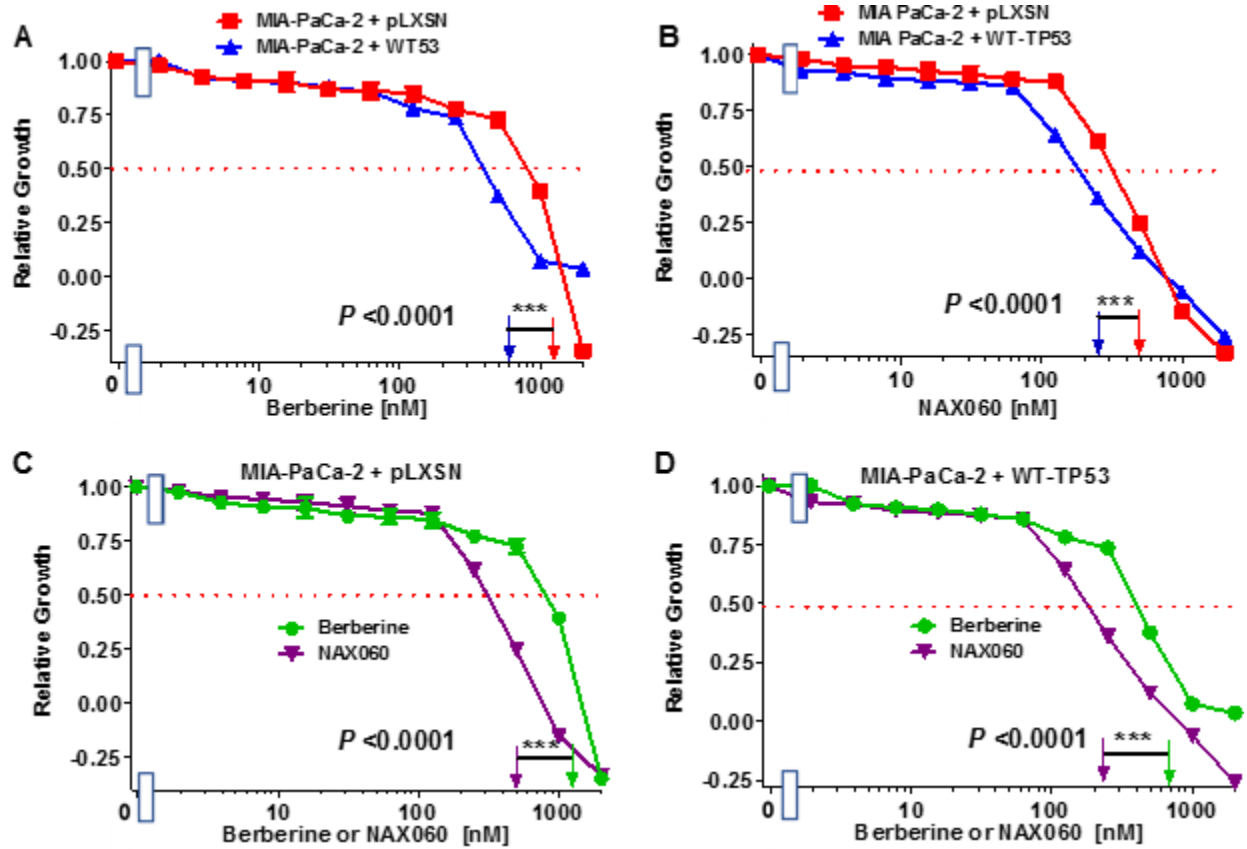 A
MIA-PaCa-2 + pLXSN
MIA-PaCa-2 + WT53
1.00
0.75
0.50
0.25
0.00
-0.25
Relative Growth
P <0.0001
***
0 10 100 1000
Berberine [nM]
B
MIA PaCa-2 + pLXSN
MIA PaCa-2 + WT-TP53
1.00
0.75
0.50
0.25
0.00
-0.25
Relative Growth
P <0.0001
***
0 10 100 1000
NAX060 [nM]
C
MIA-PaCa-2 + pLXSN
1.00
0.75
0.50
0.25
0.00
-0.25
Relative Growth
Berberine
NAX060
P <0.0001
***
0 10 100 1000
Berberine or NAX060 [nM]
D
MIA-PaCa-2 + WT-TP53
1.00
0.75
0.50
0.25
0.00
-0.25
Relative Growth
Berberine
NAX060
P <0.0001
***
0 10 100 1000
Berberine or NAX060 [nM]